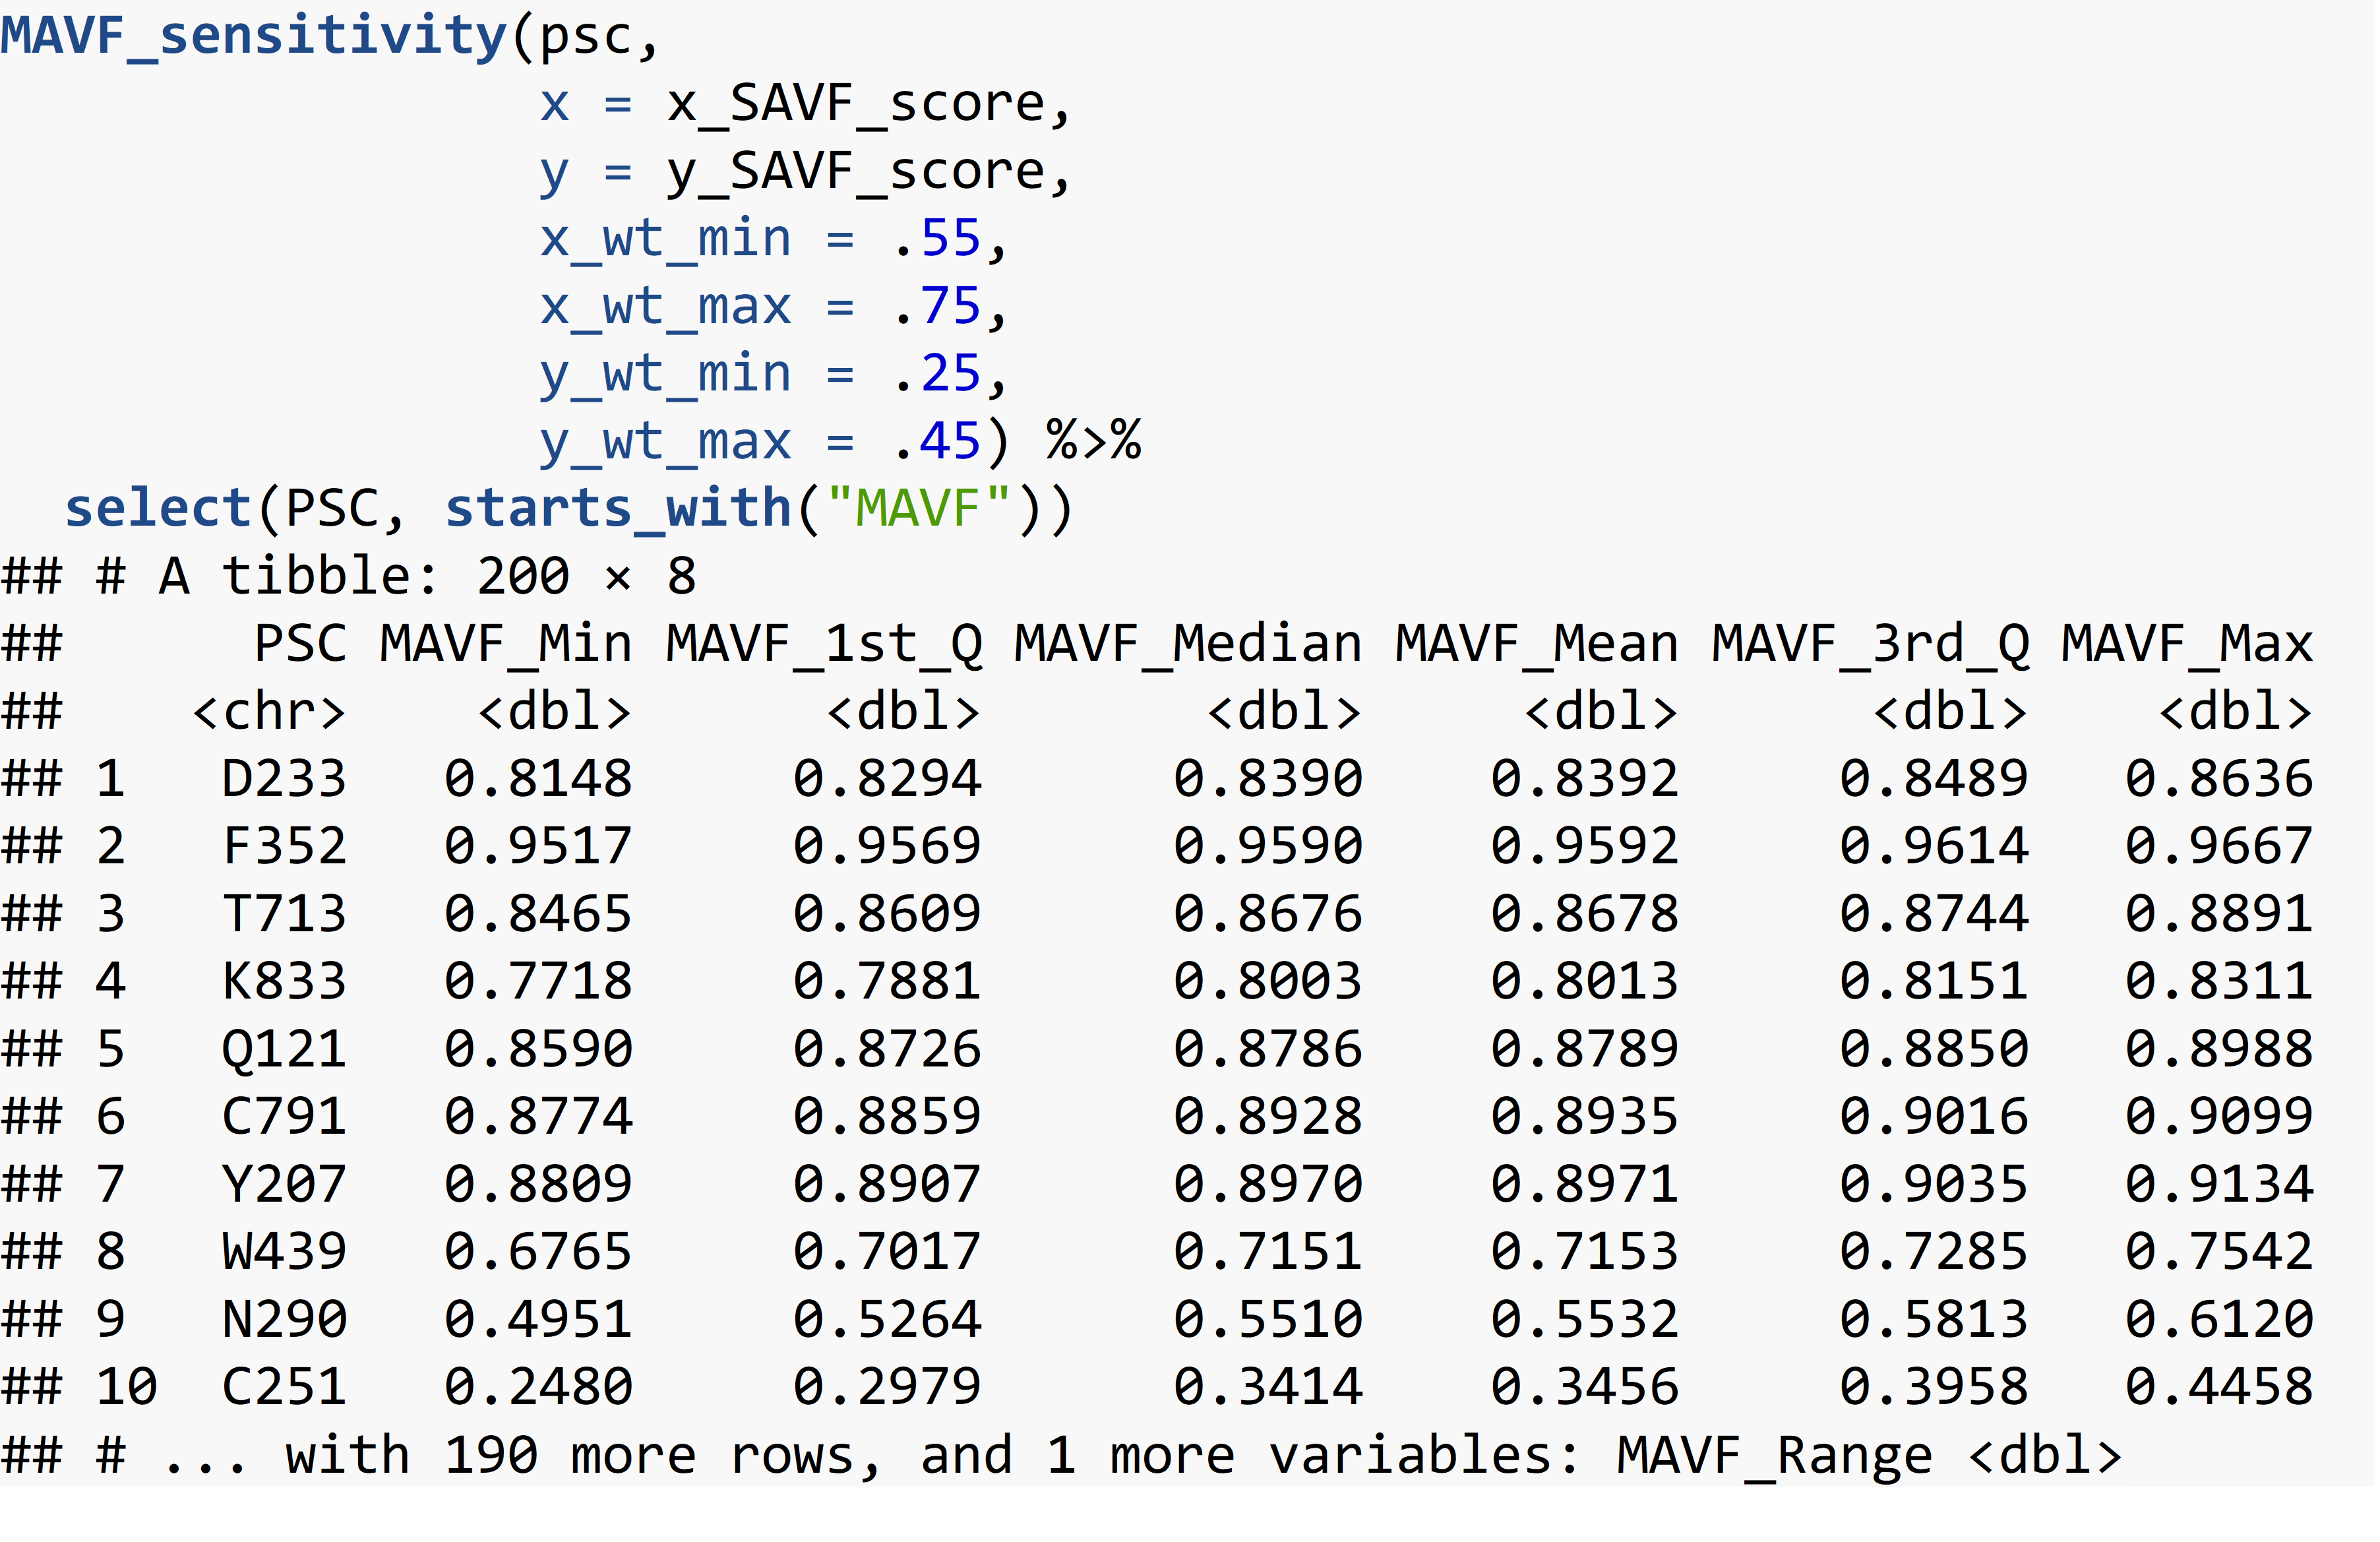 MAVF_sensitivity(psc,
                 x = x_SAVF_score,
                 y = y_SAVF_score,
                 x_wt_min = .55,
                 x_wt_max = .75,
                 y_wt_min = .25,
                 y_wt_max = .45) %>%
  select(PSC, starts_with("MAVF"))
## # A tibble: 200 × 8
##      PSC MAVF_Min MAVF_1st_Q MAVF_Median MAVF_Mean MAVF_3rd_Q MAVF_Max
##    <chr>    <dbl>      <dbl>       <dbl>     <dbl>      <dbl>    <dbl>
## 1   D233   0.8148     0.8294      0.8390    0.8392     0.8489   0.8636
## 2   F352   0.9517     0.9569      0.9590    0.9592     0.9614   0.9667
## 3   T713   0.8465     0.8609      0.8676    0.8678     0.8744   0.8891
## 4   K833   0.7718     0.7881      0.8003    0.8013     0.8151   0.8311
## 5   Q121   0.8590     0.8726      0.8786    0.8789     0.8850   0.8988
## 6   C791   0.8774     0.8859      0.8928    0.8935     0.9016   0.9099
## 7   Y207   0.8809     0.8907      0.8970    0.8971     0.9035   0.9134
## 8   W439   0.6765     0.7017      0.7151    0.7153     0.7285   0.7542
## 9   N290   0.4951     0.5264      0.5510    0.5532     0.5813   0.6120
## 10  C251   0.2480     0.2979      0.3414    0.3456     0.3958   0.4458
## # ... with 190 more rows, and 1 more variables: MAVF_Range <dbl>